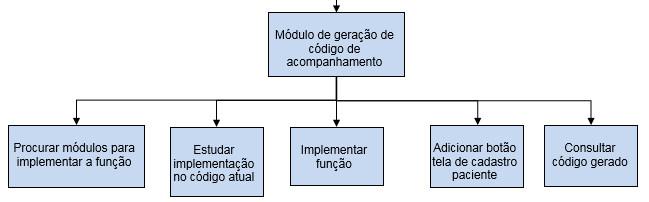 Módulo de geração de
código de
acompanhamento
Procurar módulos para
implementar a função
Estudar
implementação
no código atual
Implementar
função
Adicionar botão
tela de cadastro
paciente
Consultar
código gerado